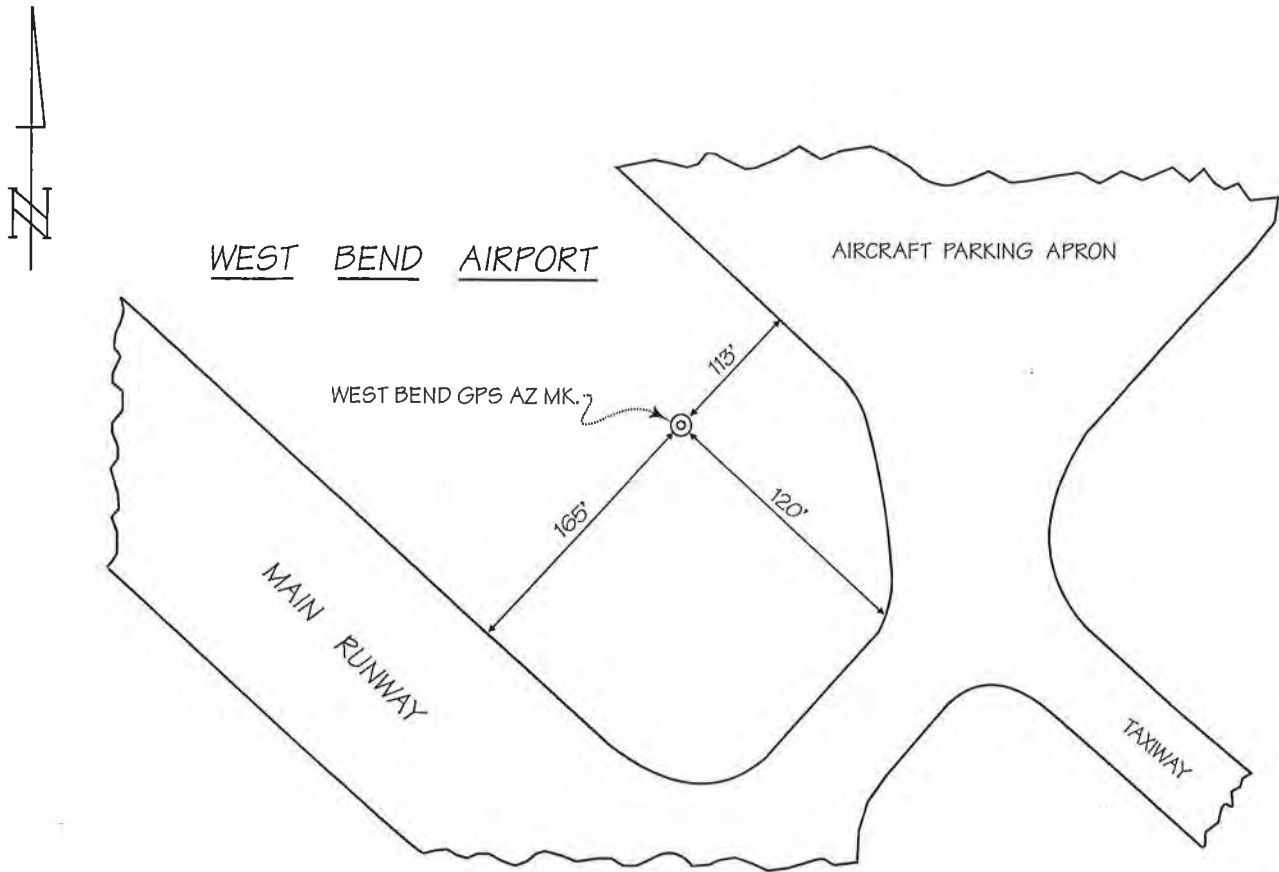 N
WEST BEND AIRPORT
AIRCRAFT PARKING APRON
113'
WEST BEND GPS AZ MK.
165'
120'
MAIN RUNWAY
TAXIWAY